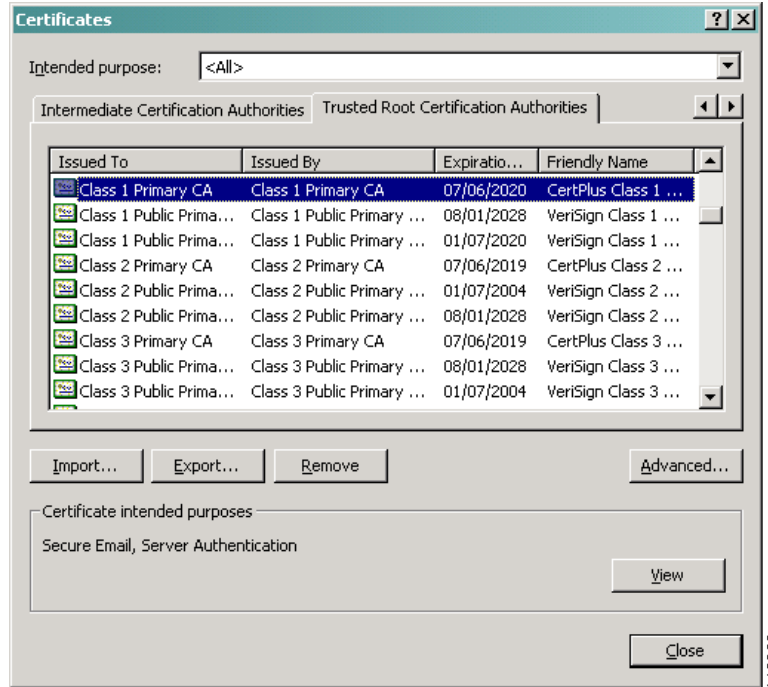 Certificates
Intended purpose: <All>
Intermediate Certification Authorities Trusted Root Certification Authorities
Issued To Issued By Expiratio... Friendly Name
Class 1 Primary CA Class 1 Primary CA 07/06/2020 CertPlus Class 1 ...
Class 1 Public Prima... Class 1 Public Primary ... 08/01/2028 VeriSign Class 1 ...
Class 1 Public Prima... Class 1 Public Primary ... 01/07/2020 VeriSign Class 1 ...
Class 2 Primary CA Class 2 Primary CA 07/06/2019 CertPlus Class 2 ...
Class 2 Public Prima... Class 2 Public Primary ... 01/07/2004 VeriSign Class 2 ...
Class 2 Public Prima... Class 2 Public Primary ... 08/01/2028 VeriSign Class 2 ...
Class 3 Primary CA Class 3 Primary CA 07/06/2019 CertPlus Class 3 ...
Class 3 Public Prima... Class 3 Public Primary ... 08/01/2028 VeriSign Class 3 ...
Class 3 Public Prima... Class 3 Public Primary ... 01/07/2004 VeriSign Class 3 ...
Import... Export... Remove Advanced...
Certificate intended purposes
Secure Email, Server Authentication
View
Close